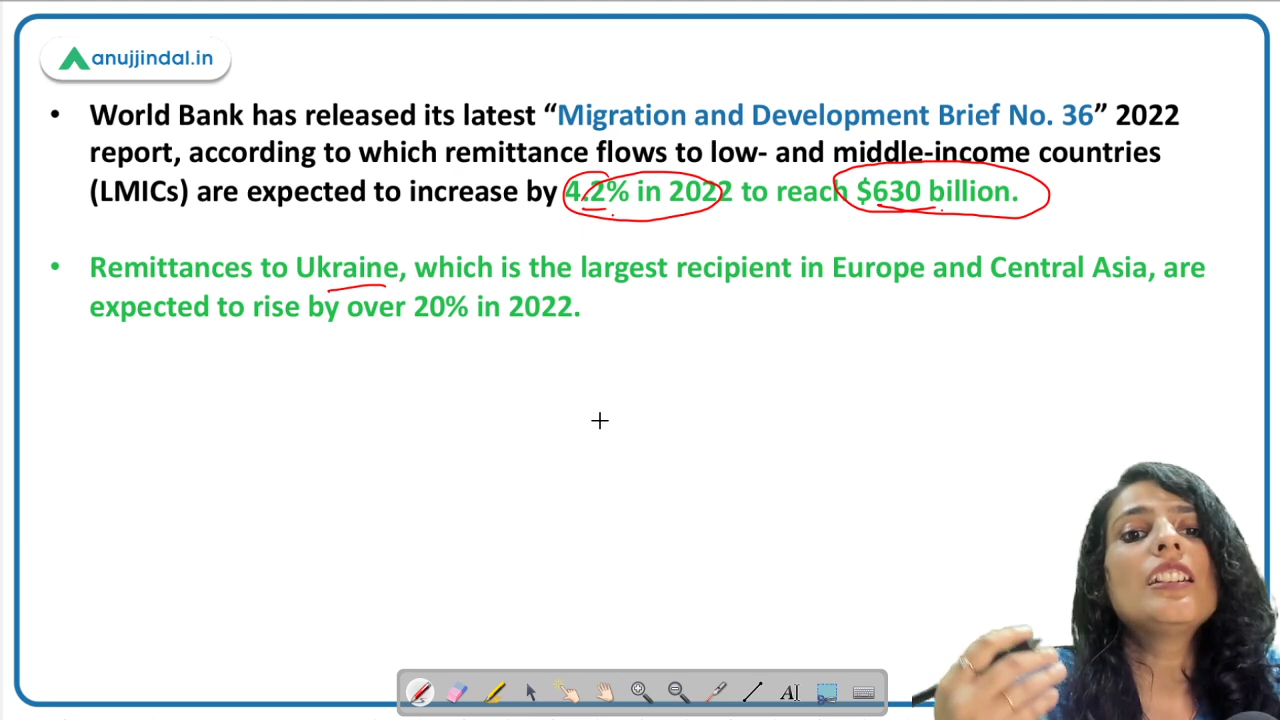 anujjindal.in
• World Bank has released its latest “Migration and Development Brief No. 36” 2022
report, according to which remittance flows to low- and middle-income countries
(LMICs) are expected to increase by 4.2% in 2022 to reach $630 billion.
• Remittances to Ukraine, which is the largest recipient in Europe and Central Asia, are
expected to rise by over 20% in 2022.
AI